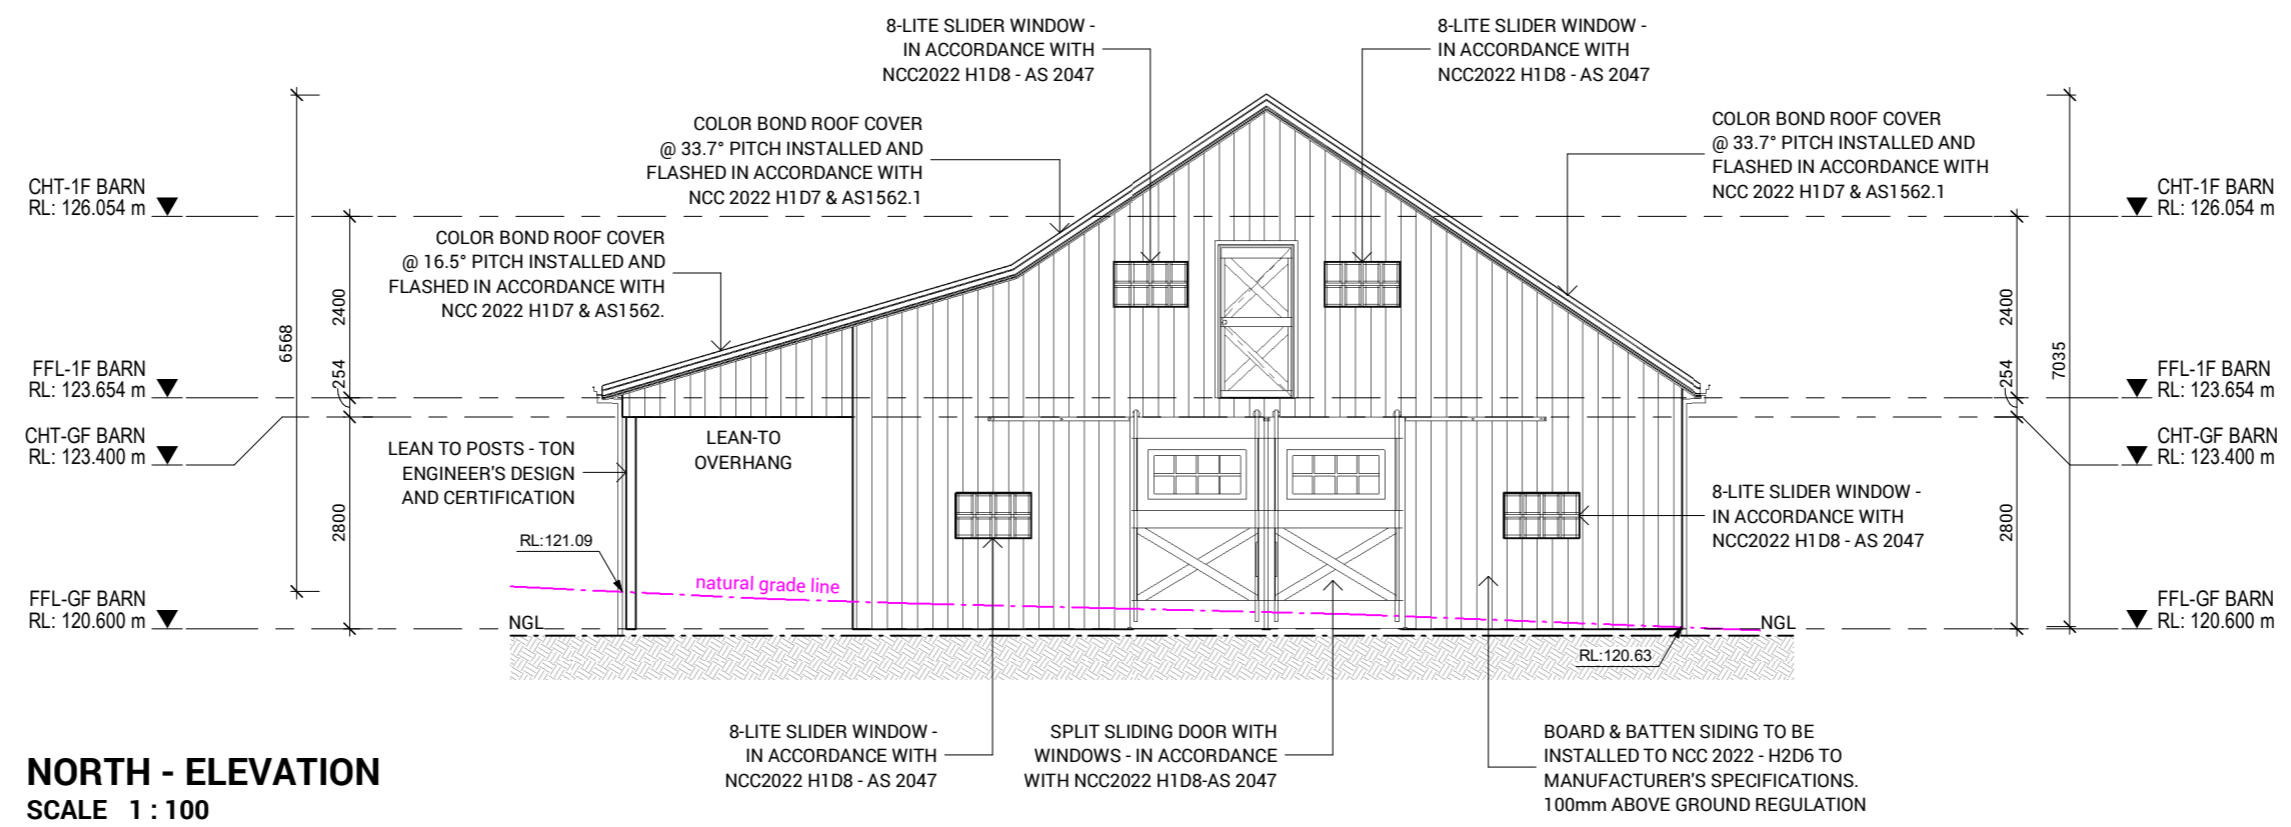 8-LITE SLIDER WINDOW -
IN ACCORDANCE WITH
NCC2022 H1D8 - AS 2047
8-LITE SLIDER WINDOW -
IN ACCORDANCE WITH
NCC2022 H1D8 - AS 2047
COLOR BOND ROOF COVER
@ 33.7° PITCH INSTALLED AND
FLASHED IN ACCORDANCE WITH
NCC 2022 H1D7 & AS1562.1
COLOR BOND ROOF COVER
@ 33.7° PITCH INSTALLED AND
FLASHED IN ACCORDANCE WITH
NCC 2022 H1D7 & AS1562.1
CHT-1F BARN
RL: 126.054 m
CHT-1F BARN
RL: 126.054 m
COLOR BOND ROOF COVER
@ 16.5° PITCH INSTALLED AND
FLASHED IN ACCORDANCE WITH
NCC 2022 H1D7 & AS1562.
6568
2400
254
2800
2400
254
2800
7035
FFL-1F BARN
RL: 123.654 m
FFL-1F BARN
RL: 123.654 m
CHT-GF BARN
RL: 123.400 m
CHT-GF BARN
RL: 123.400 m
LEAN TO POSTS - TON
ENGINEER'S DESIGN
AND CERTIFICATION
LEAN-TO
OVERHANG
8-LITE SLIDER WINDOW -
IN ACCORDANCE WITH
NCC2022 H1D8 - AS 2047
RL:121.09
natural grade line
FFL-GF BARN
RL: 120.600 m
NGL
NGL
FFL-GF BARN
RL: 120.600 m
RL:120.63
8-LITE SLIDER WINDOW -
IN ACCORDANCE WITH
NCC2022 H1D8 - AS 2047
SPLIT SLIDING DOOR WITH
WINDOWS - IN ACCORDANCE
WITH NCC2022 H1D8-AS 2047
BOARD & BATTEN SIDING TO BE
INSTALLED TO NCC 2022 - H2D6 TO
MANUFACTURER'S SPECIFICATIONS.
100mm ABOVE GROUND REGULATION
NORTH - ELEVATION
SCALE 1 : 100